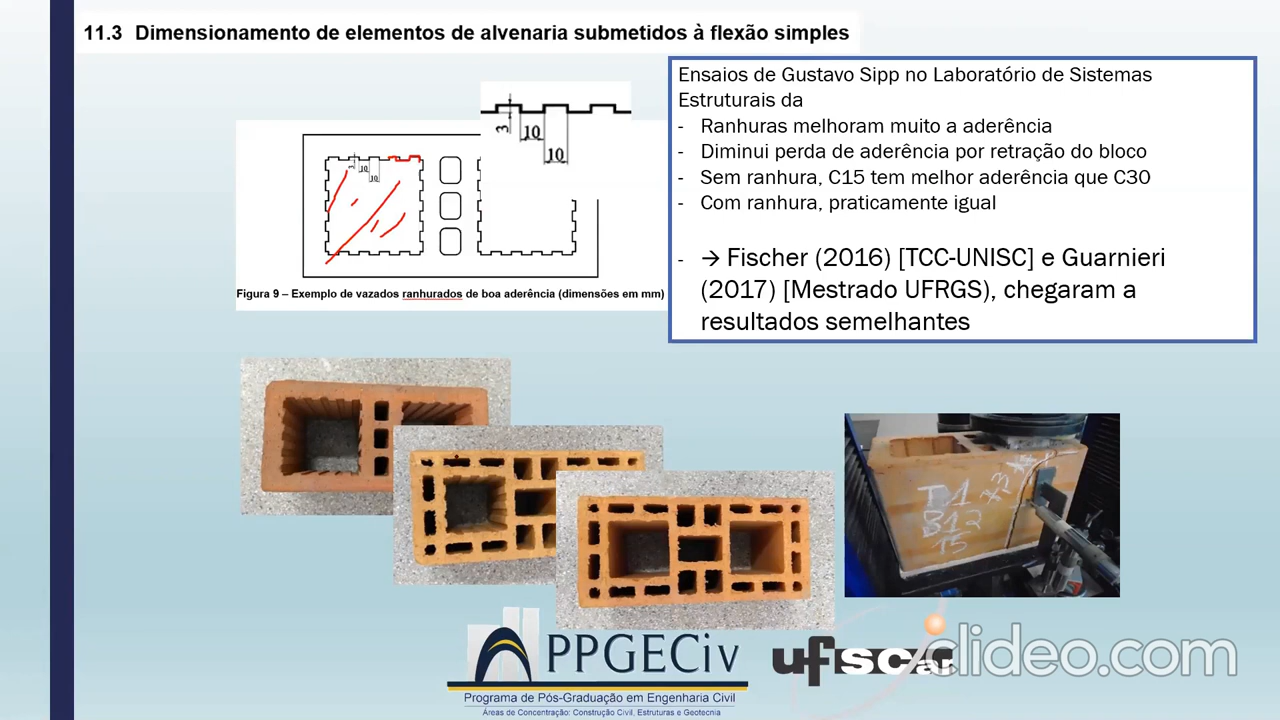 11.3 Dimensionamento de elementos de alvenaria submetidos à flexão simples
Ensaios de Gustavo Sipp no Laboratório de Sistemas
Estruturais da
- Ranhuras melhoram muito a aderência
- Diminui perda de aderência por retração do bloco
- Sem ranhura, C15 tem melhor aderência que C30
- Com ranhura, praticamente igual
- → Fischer (2016) [TCC-UNISC] e Guarnieri
(2017) [Mestrado UFRGS), chegaram a
resultados semelhantes
3
10
10
3
10
10
Figura 9 – Exemplo de vazados ranhurados de boa aderência (dimensões em mm)
B12
15
PPGECiv
Programa de Pós-Graduação em Engenharia Civil
Áreas de Concentração: Construção Civil, Estruturas e Geotecnia
ufscar
clideo.com